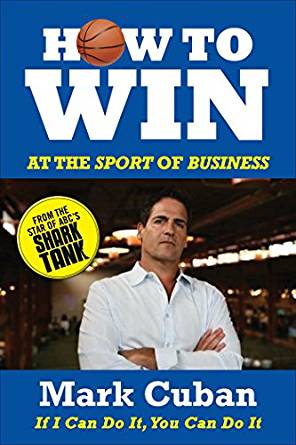 HOW TO
WIN
AT THE SPORT OF BUSINESS
FROM THE
STAR OF ABC'S
SHARK
TANK
Mark Cuban
If I Can Do It, You Can Do It